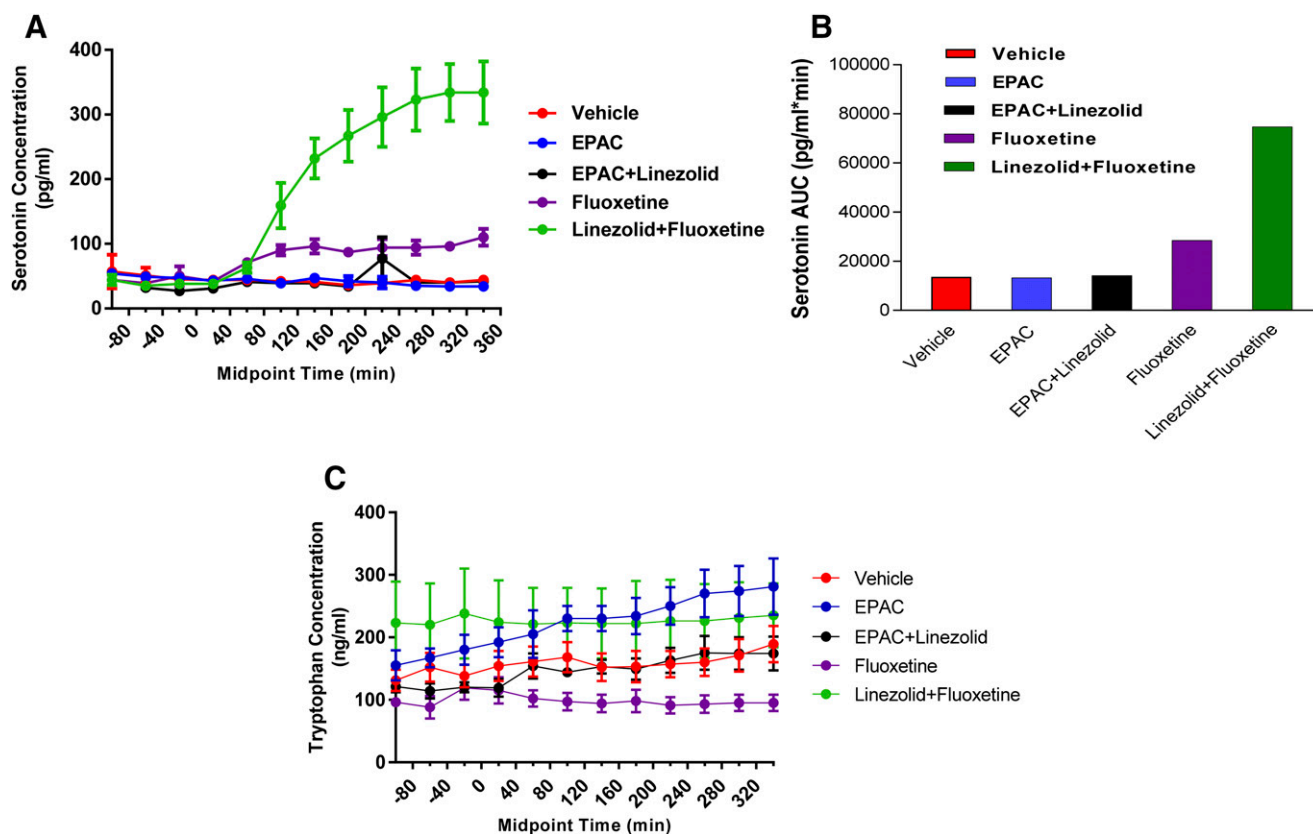 A
Serotonin Concentration
(pg/ml)
400
300
200
100
0
-80
-40
0
40
60
120
140
200
240
260
320
360
Midpoint Time (min)
Vehicle
EPAC
EPAC+Linezolid
Fluoxetine
Linezolid+Fluoxetine
B
Serotonin AUC (pg/ml*min)
100000
80000
60000
40000
20000
0
Vehicle
EPAC
EPAC+Linezolid
Fluoxetine
Linezolid+Fluoxetine
Vehicle
EPAC
EPAC+Linezolid
Fluoxetine
Linezolid+Fluoxetine
C
Tryptophan Concentration
(ng/ml)
400
300
200
100
0
-80
-40
0
40
80
120
140
200
240
280
320
Midpoint Time (min)
Vehicle
EPAC
EPAC+Linezolid
Fluoxetine
Linezolid+Fluoxetine